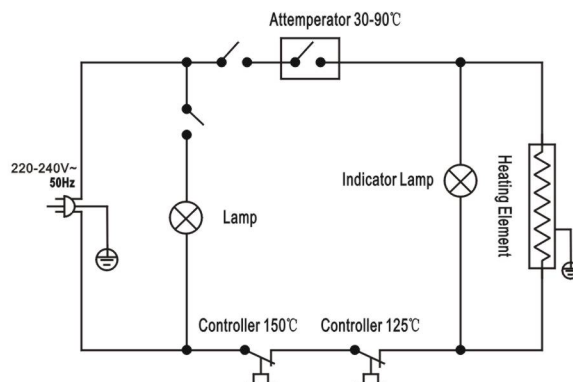 Attemperator 30-90℃
220-240V~
50Hz
Lamp
Indicator Lamp
Heating Element
Controller 150℃
Controller 125℃